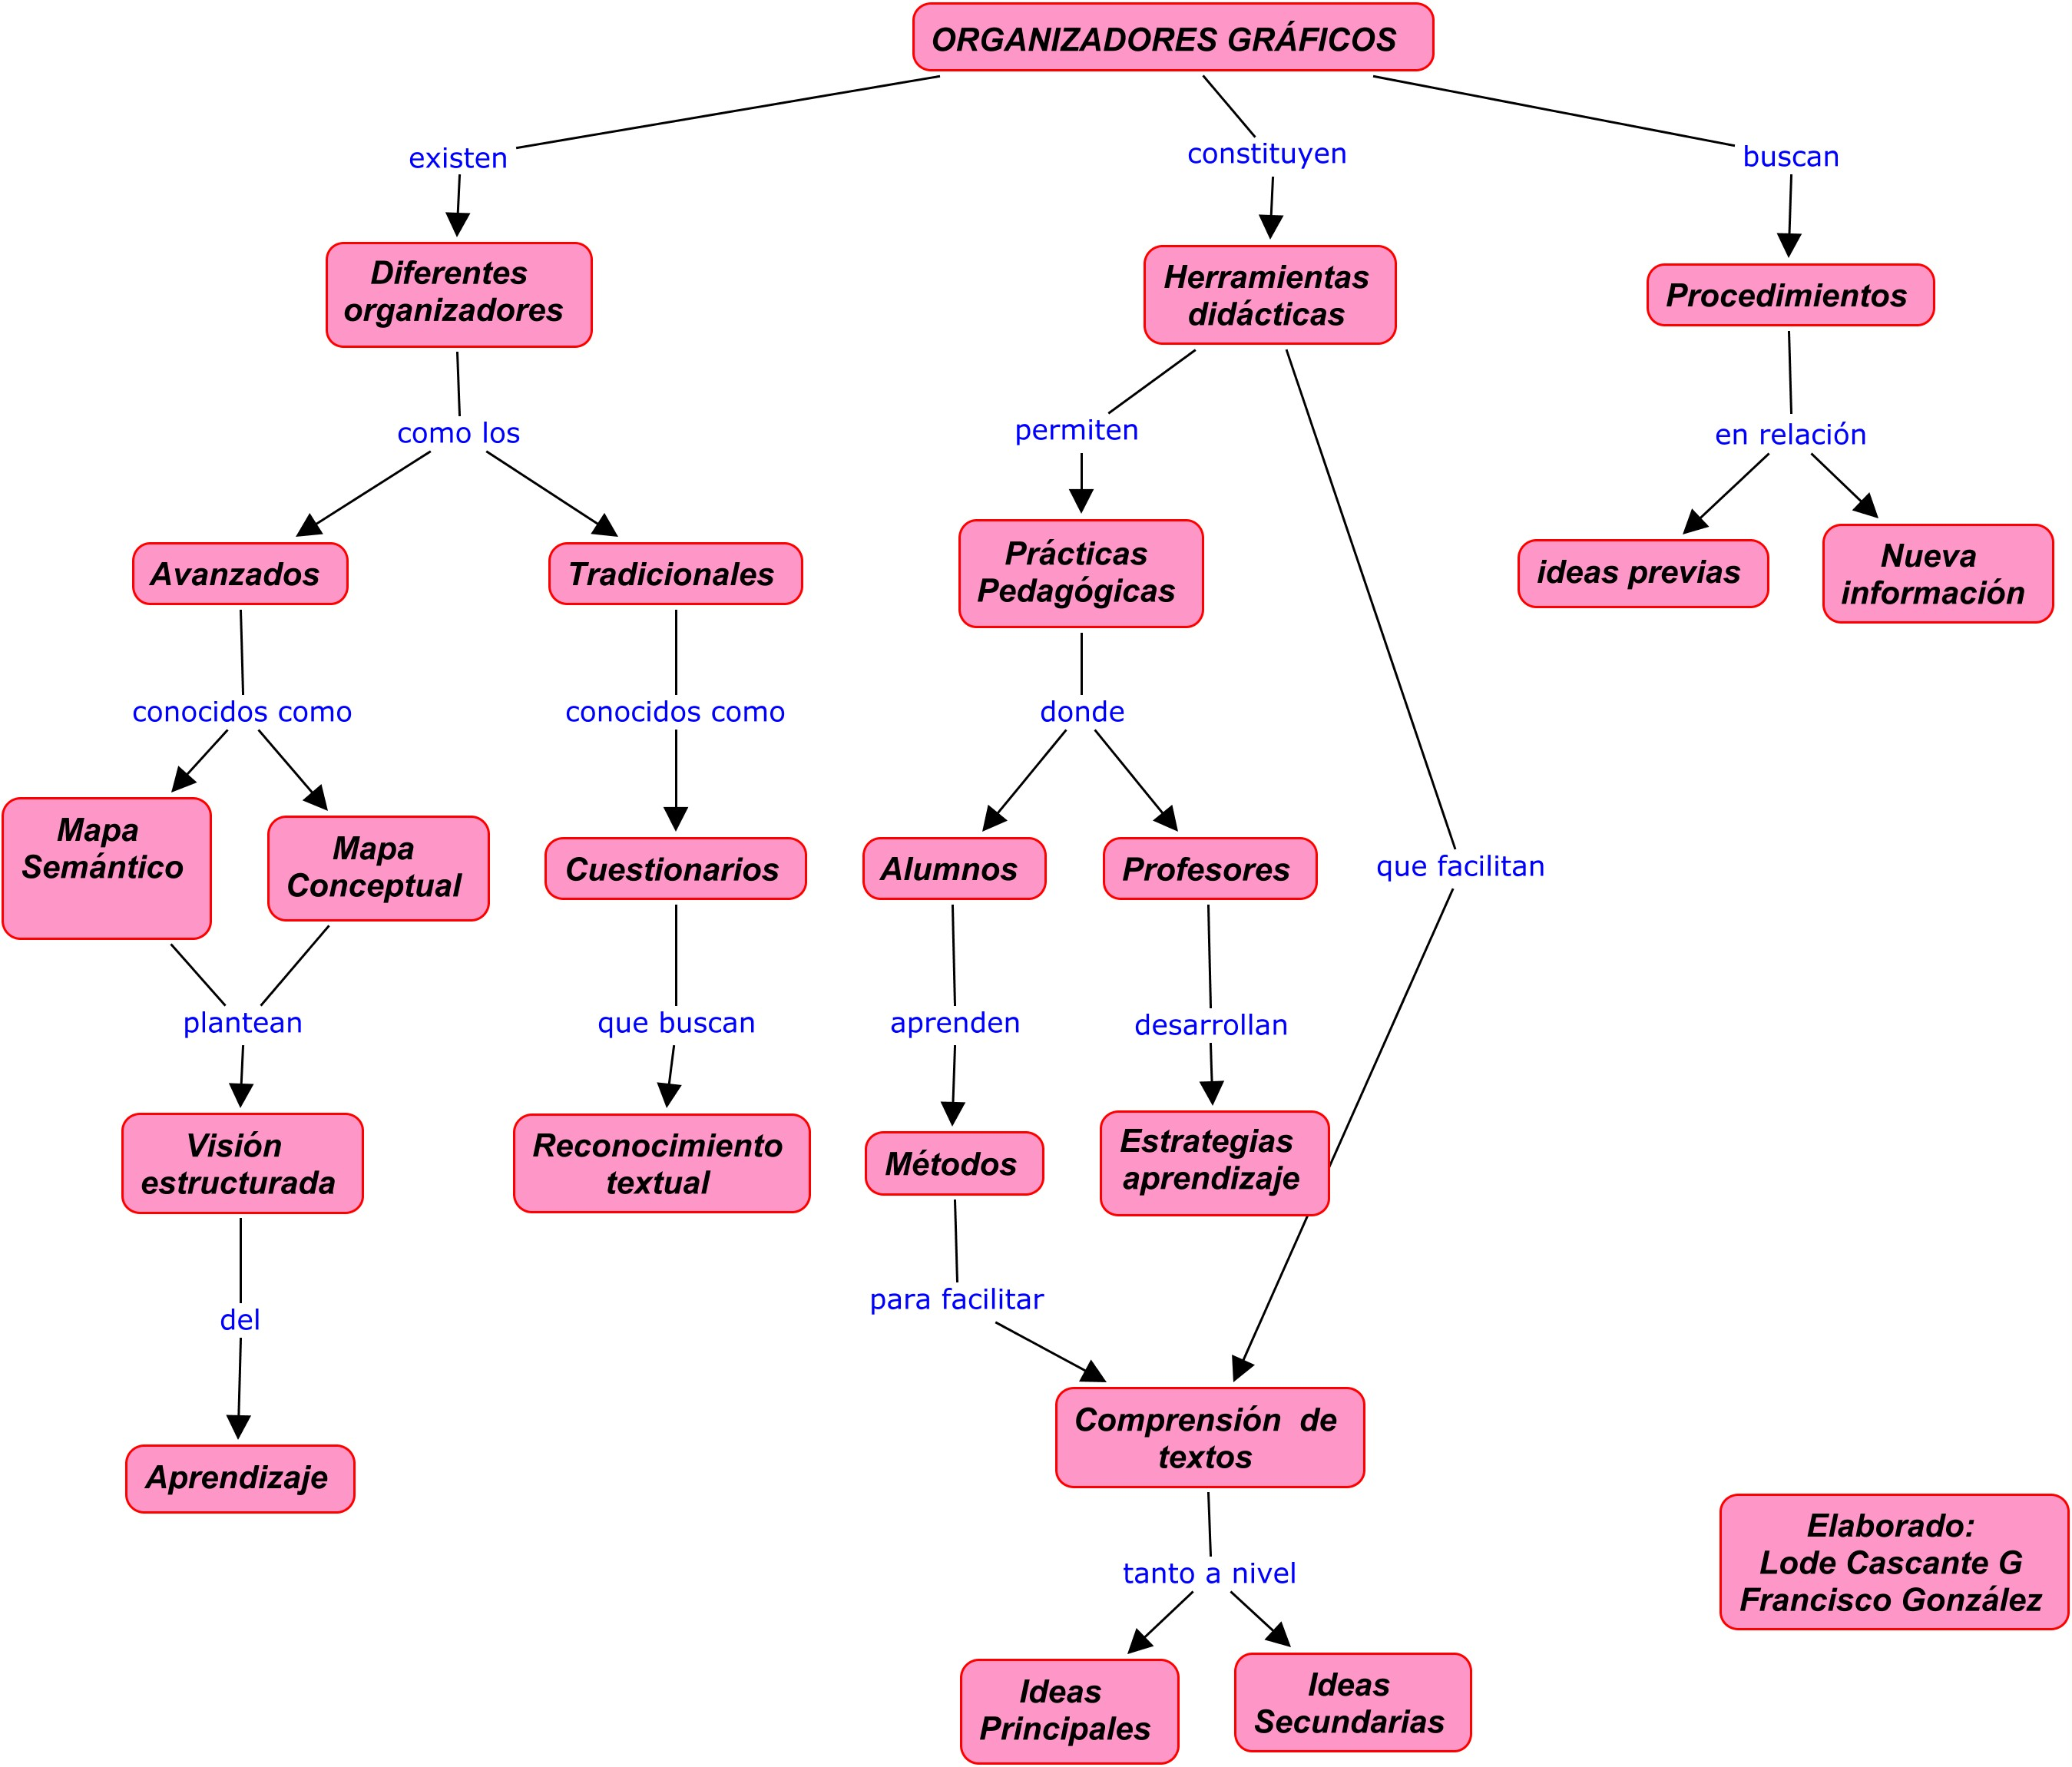 ORGANIZADORES GRÁFICOS
existen
constituyen
buscan
Diferentes
organizadores
Herramientas
didácticas
Procedimientos
como los
permiten
en relación
Avanzados
Tradicionales
Prácticas
Pedagógicas
ideas previas
Nueva
información
conocidos como
conocidos como
donde
Mapa
Semántico
Mapa
Conceptual
Cuestionarios
Alumnos
Profesores
que facilitan
plantean
que buscan
aprenden
desarrollan
Visión
estructurada
Reconocimiento
textual
Métodos
Estrategias
aprendizaje
del
para facilitar
Aprendizaje
Comprensión  de
textos
tanto a nivel
Ideas
Principales
Ideas
Secundarias
Elaborado:
Lode Cascante G
Francisco González